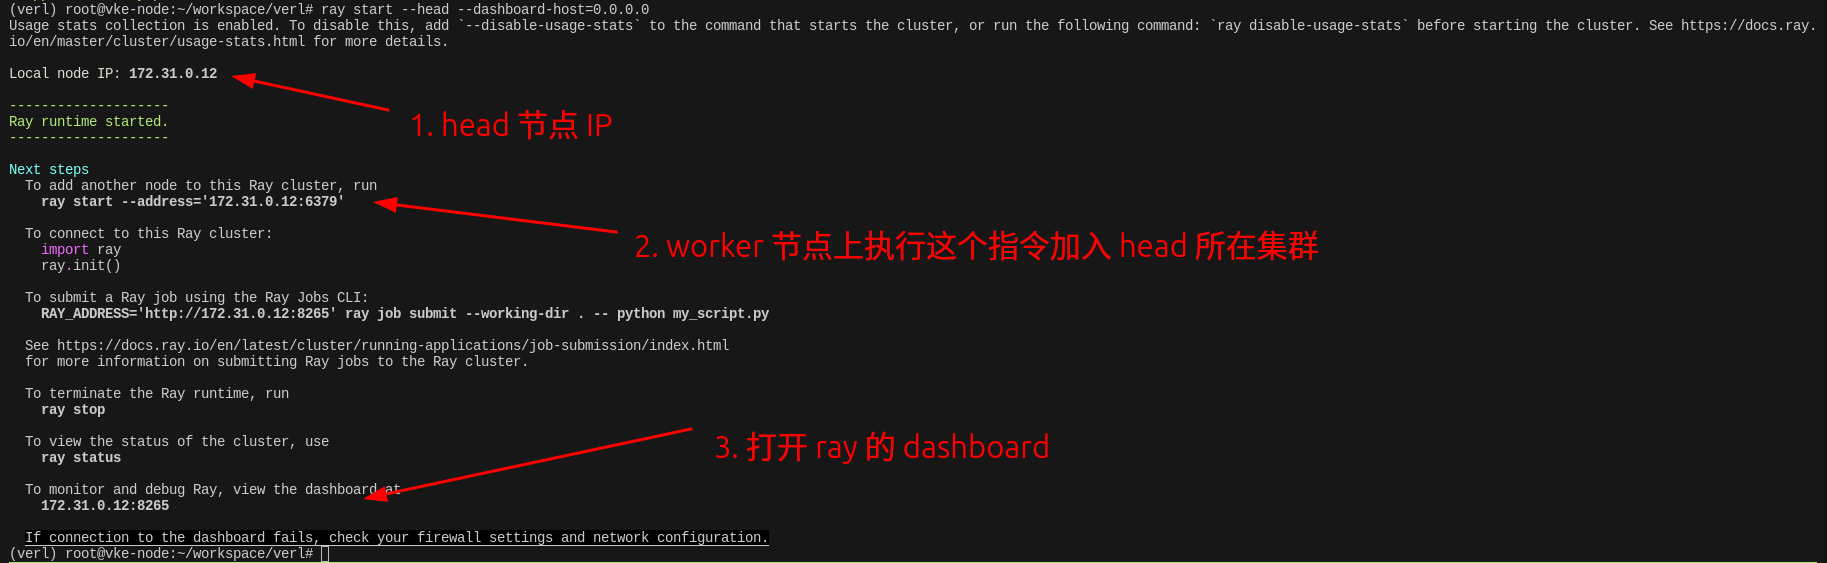 (verl) root@vke-node:~/workspace/verl# ray start --head --dashboard-host=0.0.0.0
Usage stats collection is enabled. To disable this, add `--disable-usage-stats` to the command that starts the cluster, or run the following command: `ray disable-usage-stats` before starting the cluster. See https://docs.ray.
io/en/master/cluster/usage-stats.html for more details.
Local node IP: 172.31.0.12
--------------------
1. head 节点 IP
Ray runtime started.
--------------------
Next steps
To add another node to this Ray cluster, run
ray start --address='172.31.0.12:6379'
2. worker 节点上执行这个指令加入 head 所在集群
To connect to this Ray cluster:
import ray
ray.init()
To submit a Ray job using the Ray Jobs CLI:
RAY_ADDRESS='http://172.31.0.12:8265' ray job submit --working-dir . -- python my_script.py
See https://docs.ray.io/en/latest/cluster/running-applications/job-submission/index.html
for more information on submitting Ray jobs to the Ray cluster.
To terminate the Ray runtime, run
ray stop
To view the status of the cluster, use
ray status
3. 打开 ray 的 dashboard
To monitor and debug Ray, view the dashboard at
172.31.0.12:8265
If connection to the dashboard fails, check your firewall settings and network configuration.
(verl) root@vke-node:~/workspace/verl#